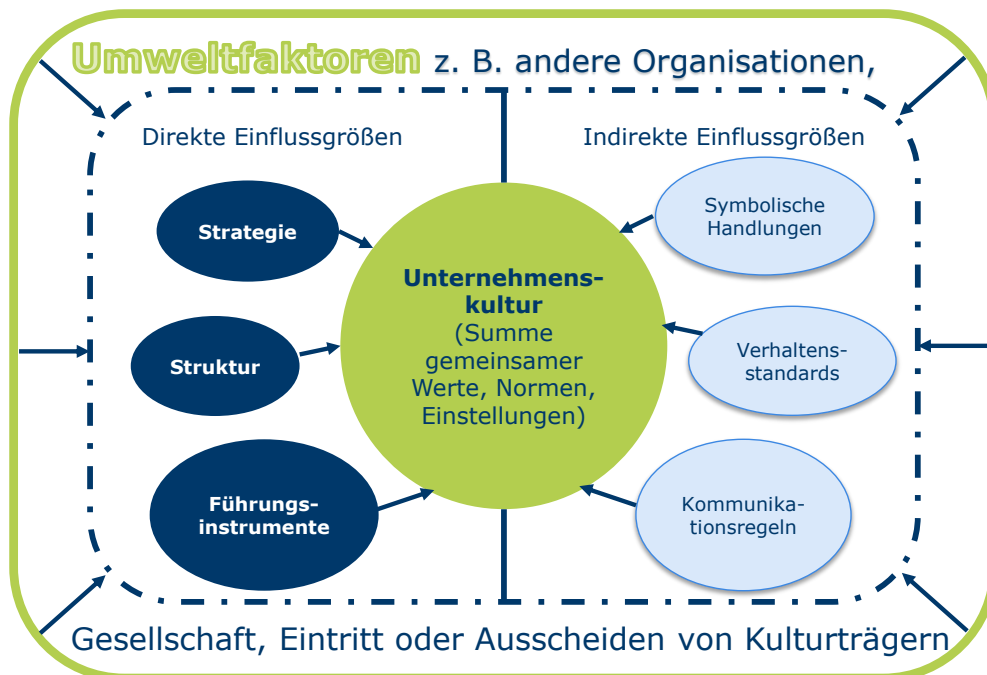 Umweltfaktoren z. B. andere Organisationen,
Direkte Einflussgrößen
Indirekte Einflussgrößen
Strategie
Struktur
Führungs-
instrumente
Unternehmens-
kultur
(Summe
gemeinsamer
Werte, Normen,
Einstellungen)
Symbolische
Handlungen
Verhaltens-
standards
Kommunika-
tionsregeln
Gesellschaft, Eintritt oder Ausscheiden von Kulturträgern